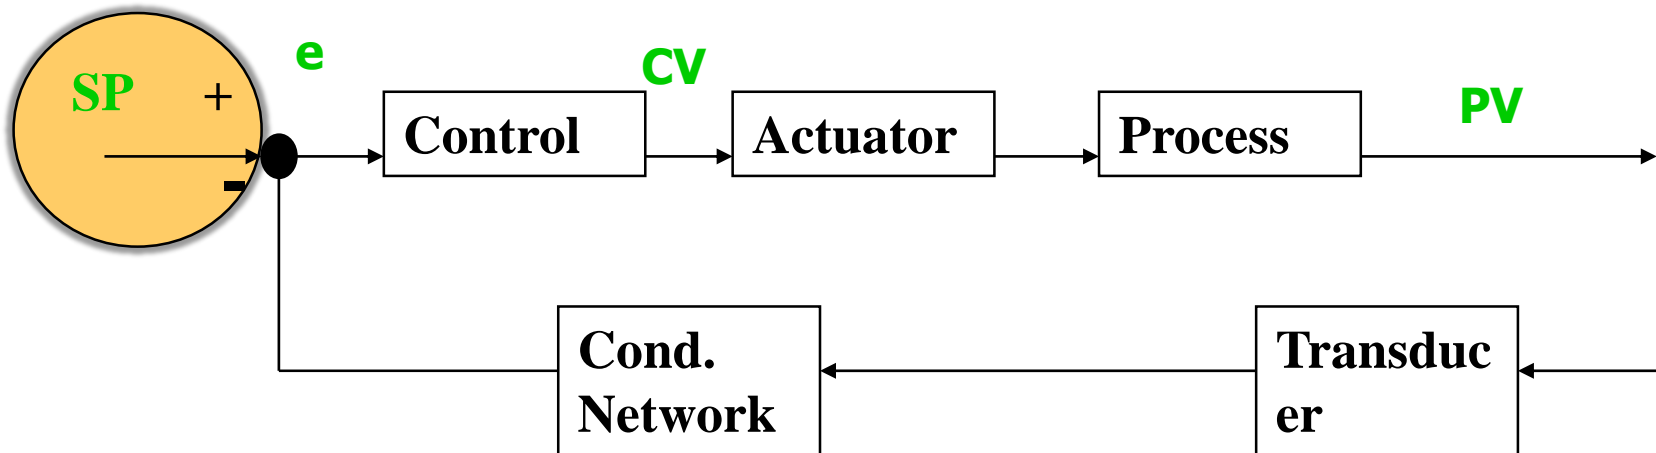 e
CV
SP +
PV
Control
Actuator
Process
-
Cond.
Network
Transduc
er